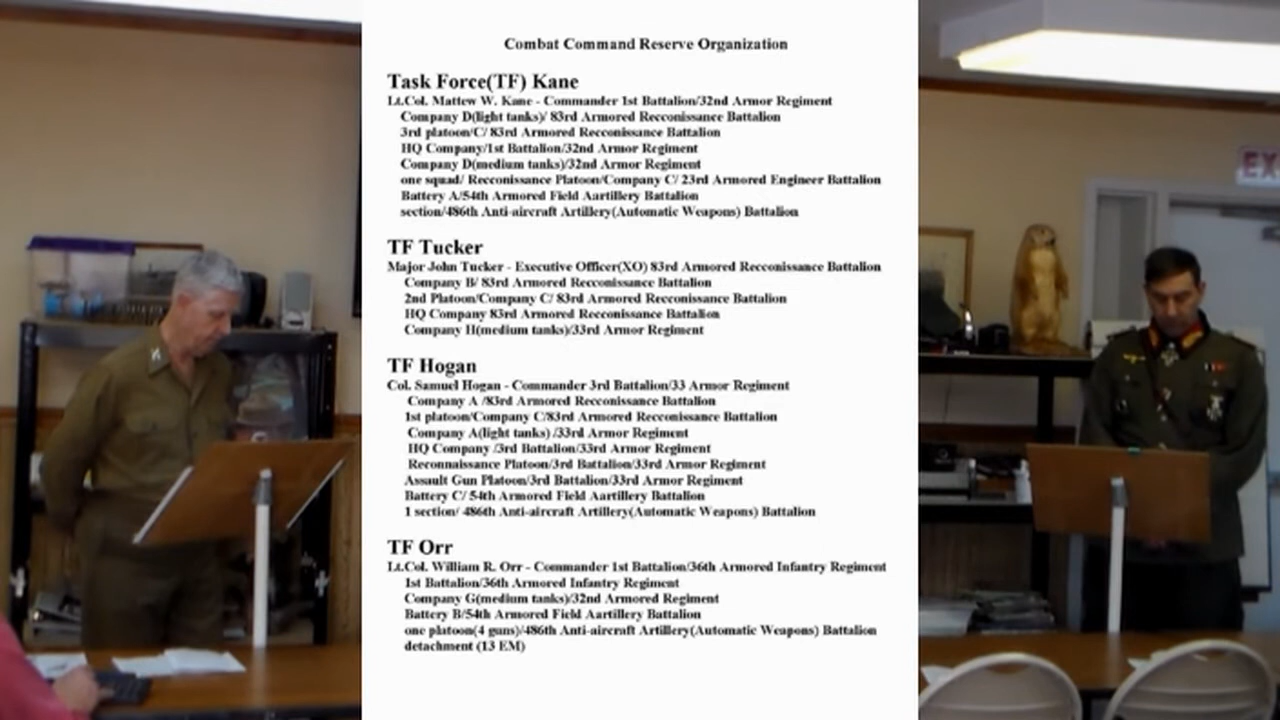 Combat Command Reserve Organization
Task Force(TF) Kane
Lt.Col. Mattew W. Kane - Commander 1st Battalion/32nd Armor Regiment
Company D(light tanks)/ 83rd Armored Recconissance Battalion
3rd platoon/C/ 83rd Armored Recconissance Battalion
HQ Company/1st Battalion/32nd Armor Regiment
Company D(medium tanks)/32nd Armor Regiment
one squad/ Recconissance Platoon/Company C/ 23rd Armored Engineer Battalion
Battery A/54th Armored Field Aartillery Battalion
section/486th Anti-aircraft Artillery(Automatic Weapons) Battalion
TF Tucker
Major John Tucker - Executive Officer(XO) 83rd Armored Recconissance Battalion
Company B/ 83rd Armored Recconissance Battalion
2nd Platoon/Company C/ 83rd Armored Recconissance Battalion
HQ Company 83rd Armored Recconissance Battalion
Company H(medium tanks)/33rd Armor Regiment
TF Hogan
Col. Samuel Hogan - Commander 3rd Battalion/33 Armor Regiment
Company A /83rd Armored Recconissance Battalion
1st platoon/Company C/83rd Armored Recconissance Battalion
Company A(light tanks) /33rd Armor Regiment
HQ Company /3rd Battalion/33rd Armor Regiment
Reconnaissance Platoon/3rd Battalion/33rd Armor Regiment
Assault Gun Platoon/3rd Battalion/33rd Armor Regiment
Battery C/ 54th Armored Field Aartillery Battalion
1 section/ 486th Anti-aircraft Artillery(Automatic Weapons) Battalion
TF Orr
Lt.Col. William R. Orr - Commander 1st Battalion/36th Armored Infantry Regiment
1st Battalion/36th Armored Infantry Regiment
Company G(medium tanks)/32nd Armored Regiment
Battery B/54th Armored Field Aartillery Battalion
one platoon(4 guns)/486th Anti-aircraft Artillery(Automatic Weapons) Battalion
detachment (13 EM)
EX